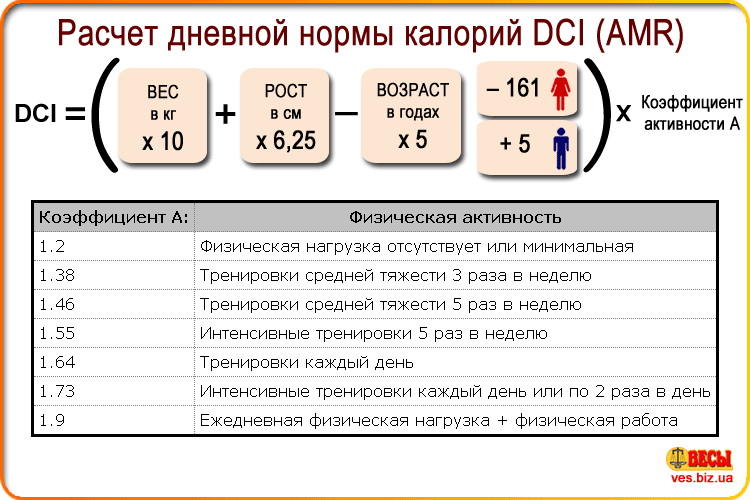 Расчет дневной нормы калорий DCI (AMR)
DCI = ( ВЕС в кг x 10 + РОСТ в см x 6,25 – ВОЗРАСТ в годах x 5 – 161 + 5 ) x Коэффициент активности А
Коэффициент А: Физическая активность
1.2 Физическая нагрузка отсутствует или минимальная
1.38 Тренировки средней тяжести 3 раза в неделю
1.46 Тренировки средней тяжести 5 раз в неделю
1.55 Интенсивные тренировки 5 раз в неделю
1.64 Тренировки каждый день
1.73 Интенсивные тренировки каждый день или по 2 раза в день
1.9 Ежедневная физическая нагрузка + физическая работа
ВЕСЫ
ves.biz.ua